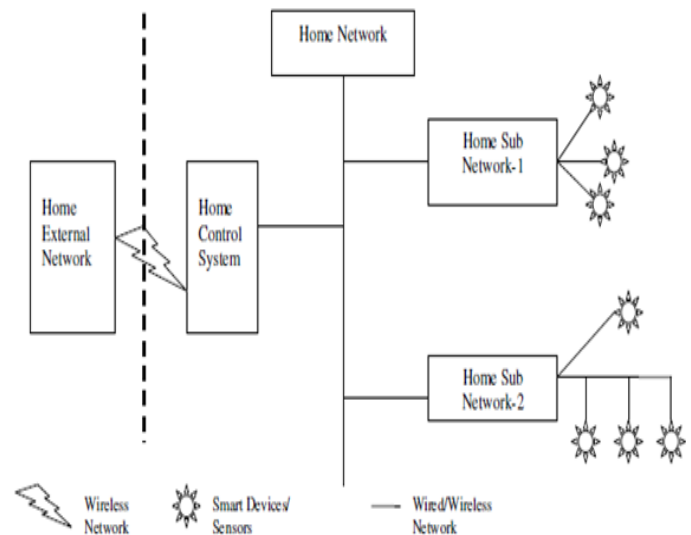 Home Network
Home Sub
Network-1
Home
External
Network
Home
Control
System
Home Sub
Network-2
Wireless
Network
Smart Devices/
Sensors
Wired/Wireless
Network